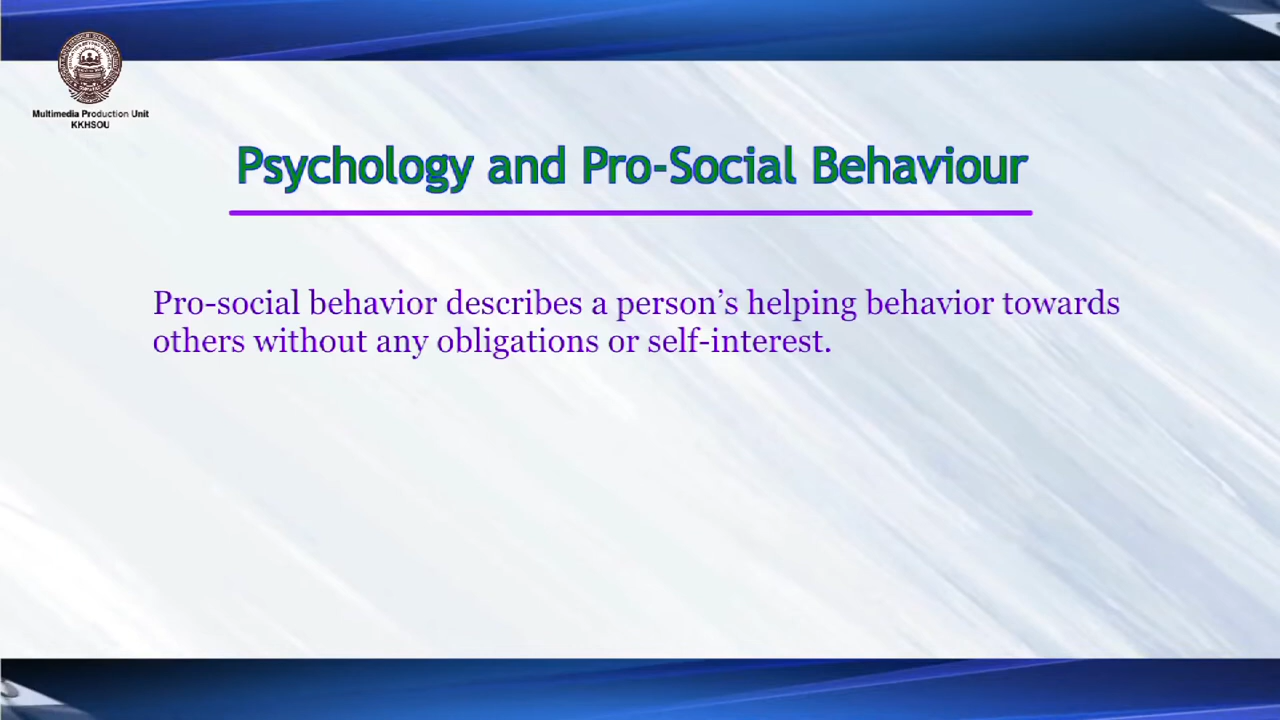 Multimedia Production Unit
KKHSOU
Psychology and Pro-Social Behaviour
Pro-social behavior describes a person’s helping behavior towards
others without any obligations or self-interest.